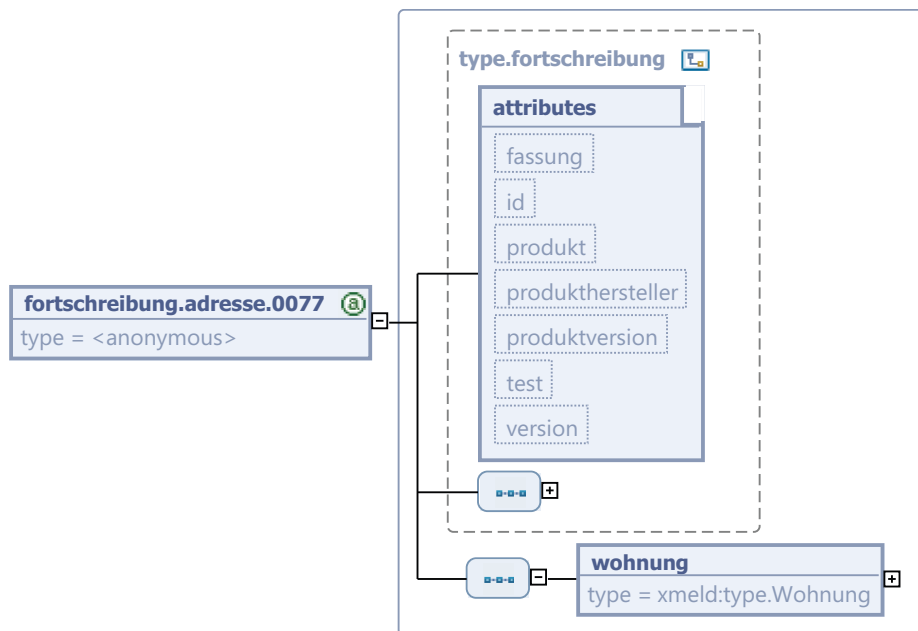 type.fortschreibung
attributes
fassung
id
produkt
produkthersteller
produktversion
test
version
fortschreibung.adresse.0077
type = <anonymous>
wohnung
type = xmeld:type.Wohnung